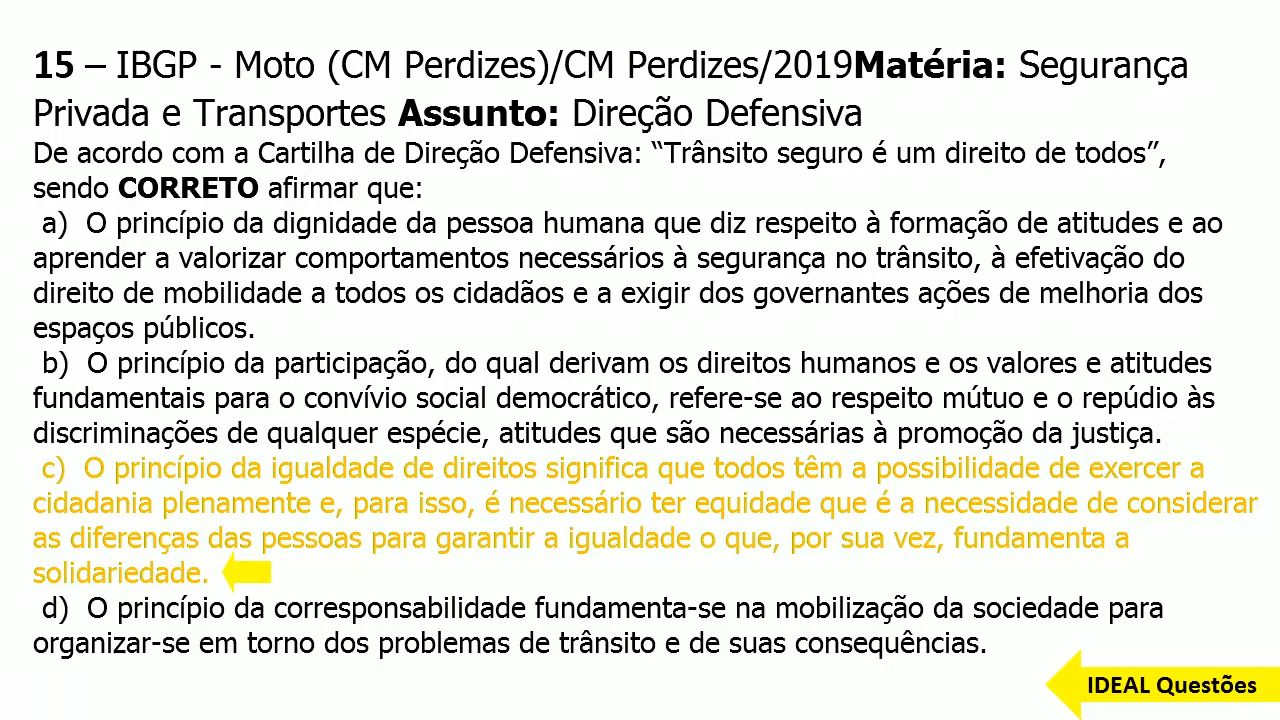 15 – IBGP - Moto (CM Perdizes)/CM Perdizes/2019Matéria: Segurança
Privada e Transportes Assunto: Direção Defensiva
De acordo com a Cartilha de Direção Defensiva: “Trânsito seguro é um direito de todos”,
sendo CORRETO afirmar que:
a) O princípio da dignidade da pessoa humana que diz respeito à formação de atitudes e ao
aprender a valorizar comportamentos necessários à segurança no trânsito, à efetivação do
direito de mobilidade a todos os cidadãos e a exigir dos governantes ações de melhoria dos
espaços públicos.
b) O princípio da participação, do qual derivam os direitos humanos e os valores e atitudes
fundamentais para o convívio social democrático, refere-se ao respeito mútuo e o repúdio às
discriminações de qualquer espécie, atitudes que são necessárias à promoção da justiça.
c) O princípio da igualdade de direitos significa que todos têm a possibilidade de exercer a
cidadania plenamente e, para isso, é necessário ter equidade que é a necessidade de considerar
as diferenças das pessoas para garantir a igualdade o que, por sua vez, fundamenta a
solidariedade.
d) O princípio da corresponsabilidade fundamenta-se na mobilização da sociedade para
organizar-se em torno dos problemas de trânsito e de suas consequências.
IDEAL Questões